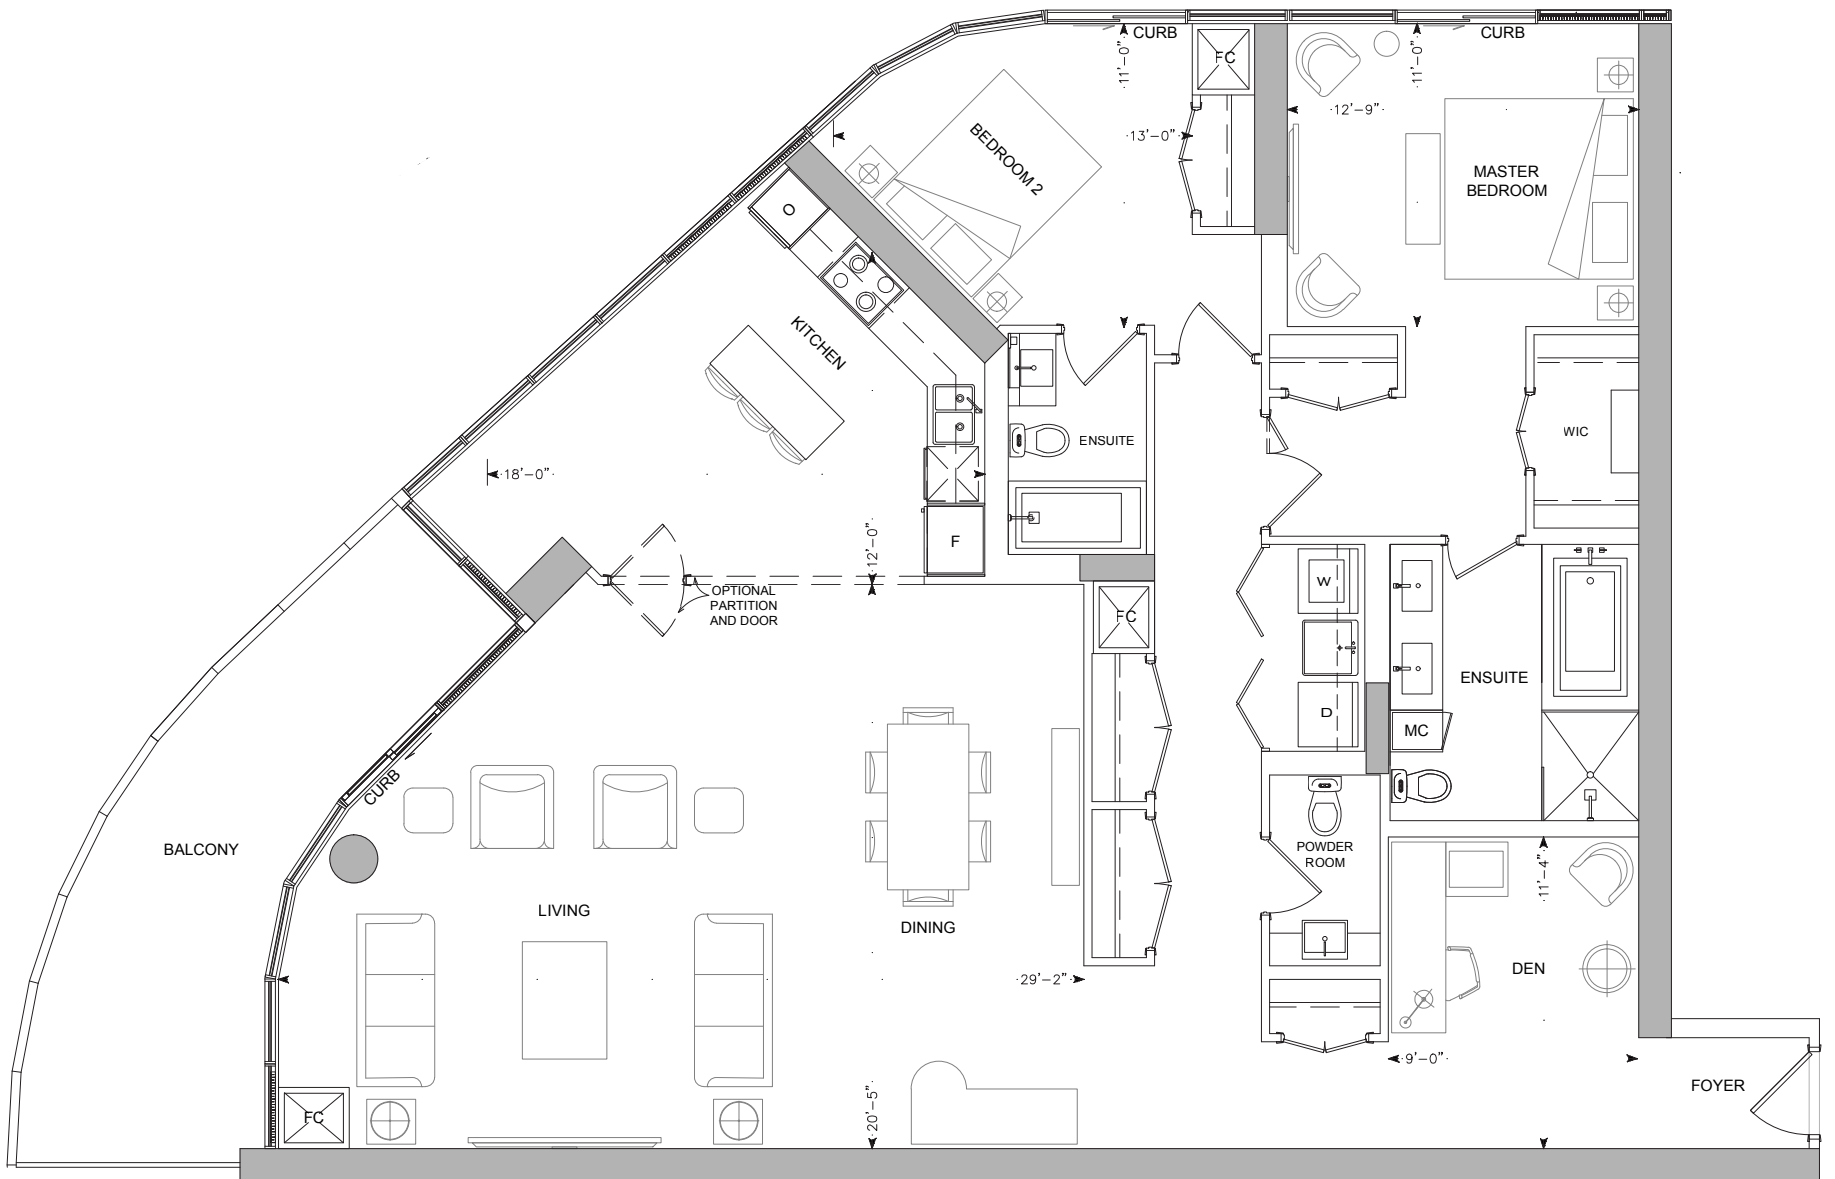 CURB
11'-0"
FC
CURB
11'-0"
12'-9"
13'-0"
BEDROOM 2
MASTER
BEDROOM
O
KITCHEN
ENSUITE
WIC
18'-0"
12'-0"
F
OPTIONAL
PARTITION
AND DOOR
FC
W
ENSUITE
D
MC
CURB
BALCONY
POWDER
ROOM
11'-4"
LIVING
DINING
DEN
29'-2"
9'-0"
FOYER
FC
20'-5"